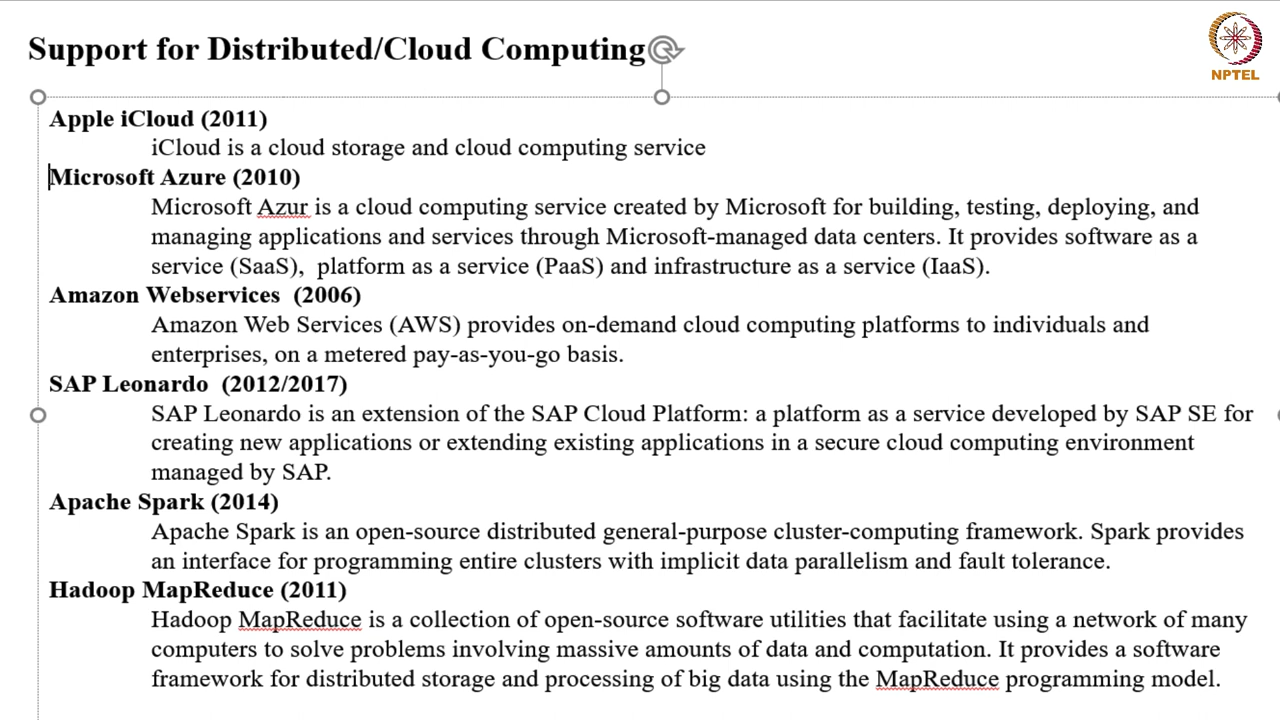 Support for Distributed/Cloud Computing
NPTEL
Apple iCloud (2011)
iCloud is a cloud storage and cloud computing service
Microsoft Azure (2010)
Microsoft Azur is a cloud computing service created by Microsoft for building, testing, deploying, and
managing applications and services through Microsoft-managed data centers. It provides software as a
service (SaaS),  platform as a service (PaaS) and infrastructure as a service (IaaS).
Amazon Webservices  (2006)
Amazon Web Services (AWS) provides on-demand cloud computing platforms to individuals and
enterprises, on a metered pay-as-you-go basis.
SAP Leonardo  (2012/2017)
SAP Leonardo is an extension of the SAP Cloud Platform: a platform as a service developed by SAP SE for
creating new applications or extending existing applications in a secure cloud computing environment
managed by SAP.
Apache Spark (2014)
Apache Spark is an open-source distributed general-purpose cluster-computing framework. Spark provides
an interface for programming entire clusters with implicit data parallelism and fault tolerance.
Hadoop MapReduce (2011)
Hadoop MapReduce is a collection of open-source software utilities that facilitate using a network of many
computers to solve problems involving massive amounts of data and computation. It provides a software
framework for distributed storage and processing of big data using the MapReduce programming model.